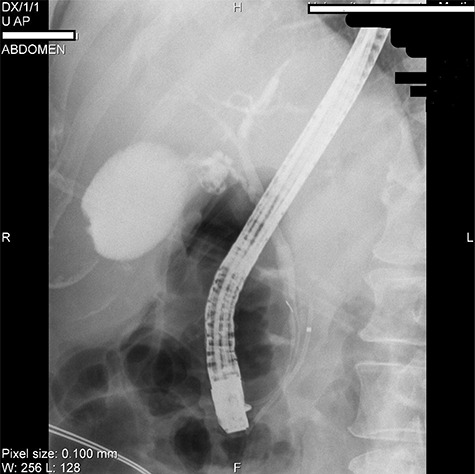 DX/1/1
U AP
ABDOMEN
H
R
L
Pixel size: 0.100 mm
W: 256 L: 128
F